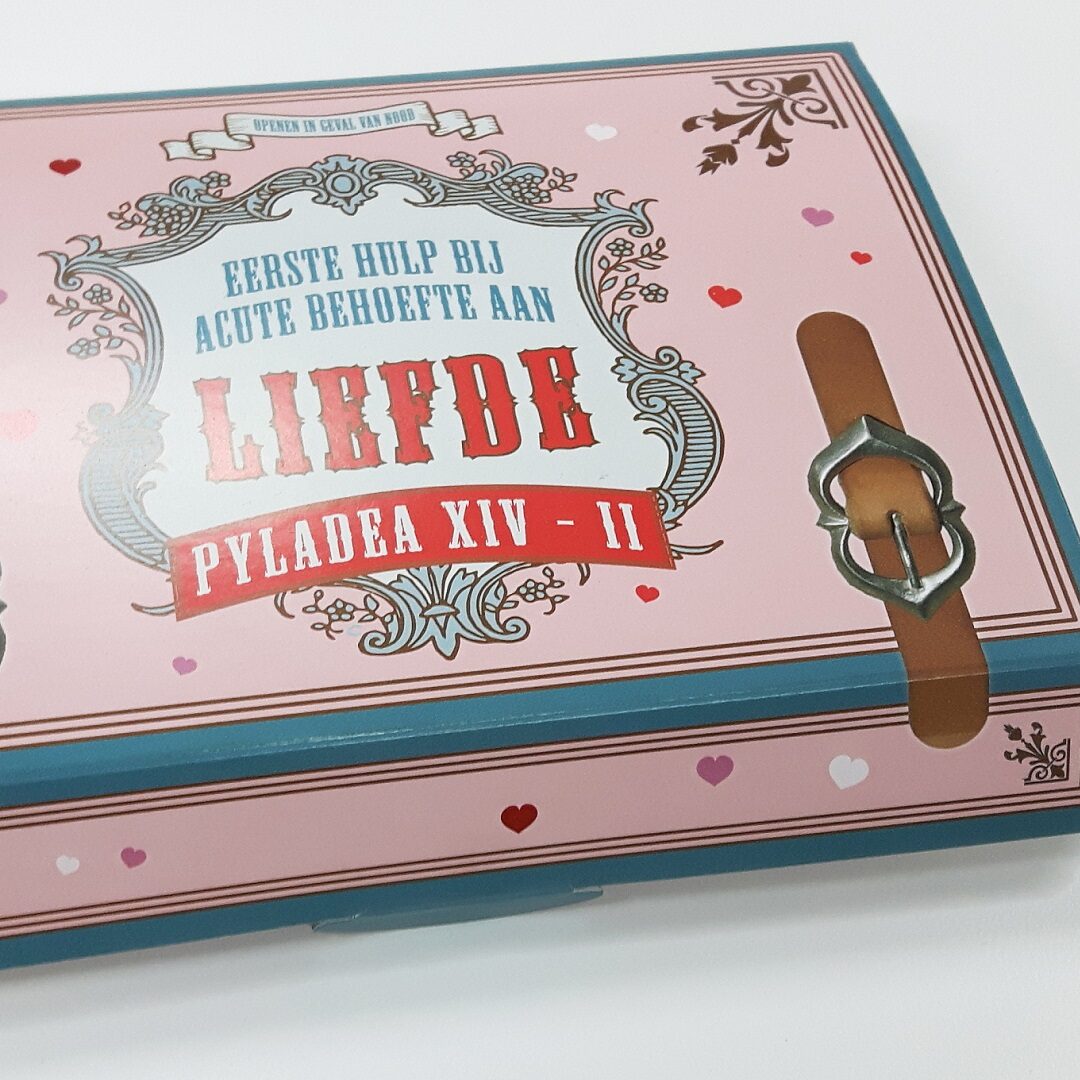 OPENEN IN GEVAL VAN NOOD
EERSTE HULP BIJ
ACUTE BEHOEFTE AAN
LIEFDE
PYLADEA XIV - II